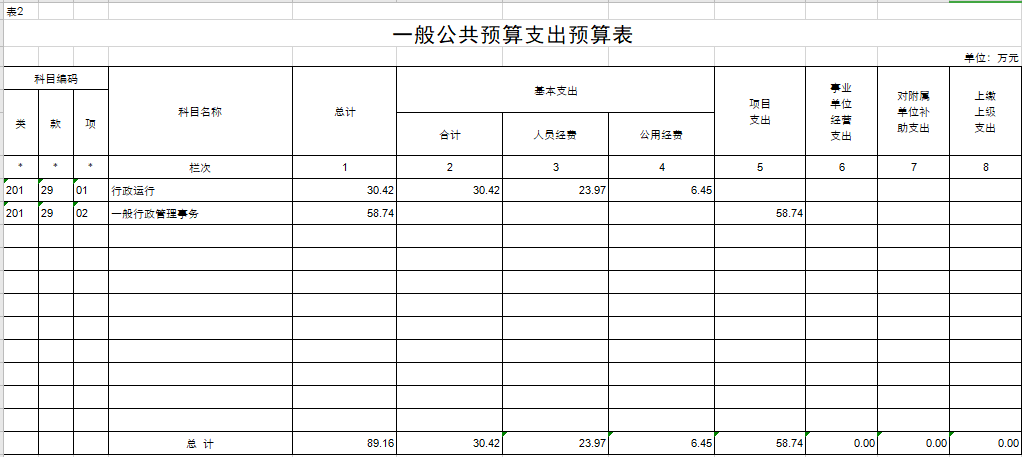 表2
一般公共预算支出预算表
单位：万元
科目编码 科目名称 总计 基本支出 项目支出 事业单位经营支出 对附属单位补助支出 上缴上级支出
类 款 项 合计 人员经费 公用经费
* * * 栏次 1 2 3 4 5 6 7 8
201 29 01 行政运行 30.42 30.42 23.97 6.45
201 29 02 一般行政管理事务 58.74 58.74
总 计 89.16 30.42 23.97 6.45 58.74 0.00 0.00 0.00